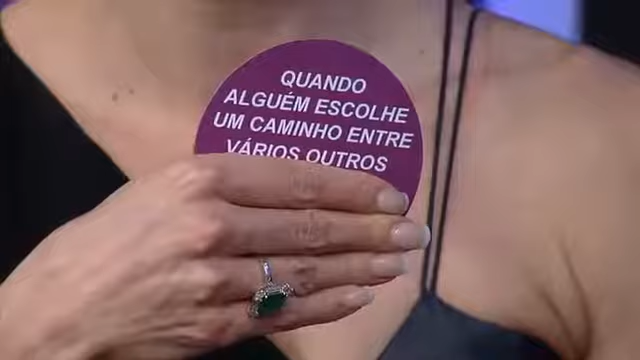 QUANDO
ALGUÉM ESCOLHE
UM CAMINHO ENTRE
VÁRIOS OUTROS